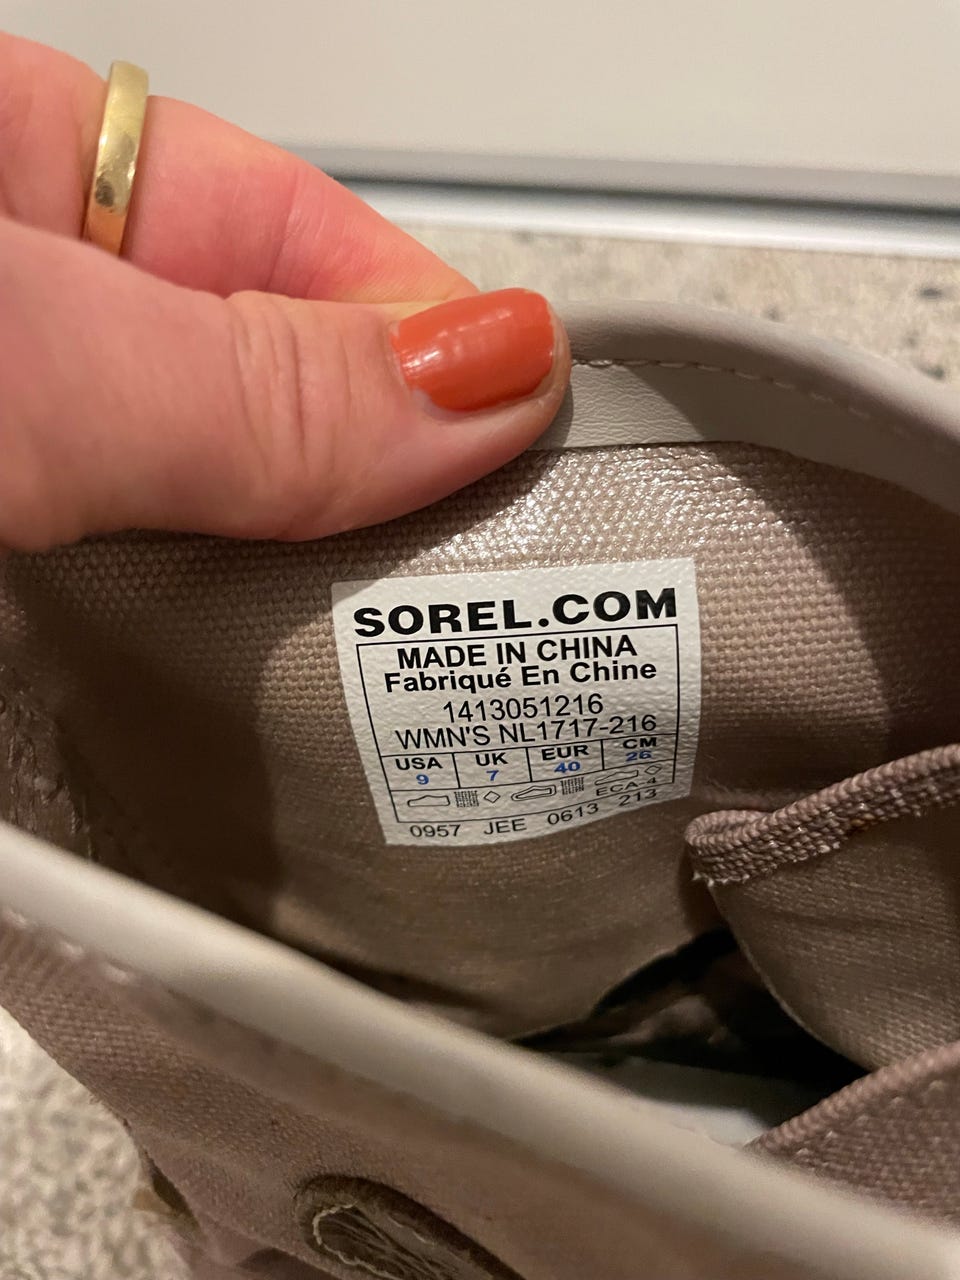 SOREL.COM
MADE IN CHINA
Fabriqué En Chine
1413051216
WMN'S NL1717-216
USA UK EUR CM
9 7 40 26
ECA-4
0957 JEE 0613 213